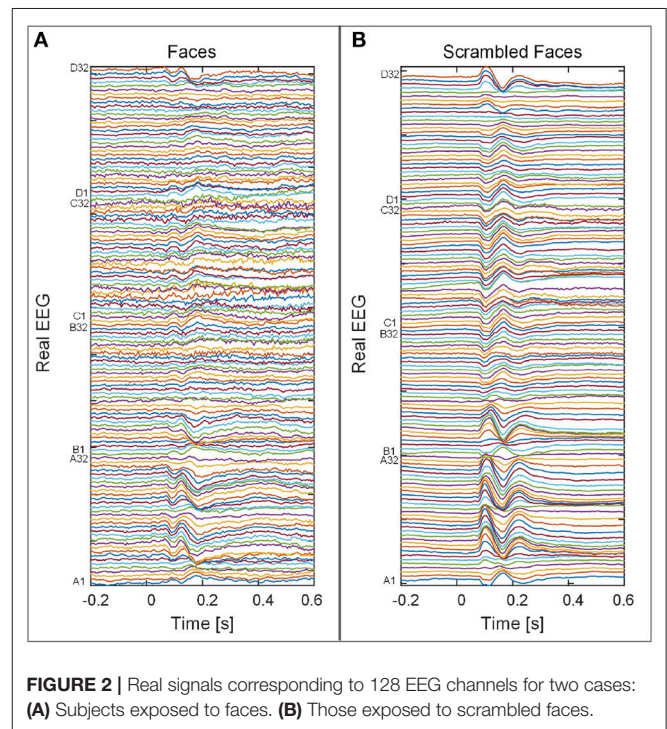 A
Faces
Real EEG
D32
D1
C32
C1
B32
B1
A32
A1
-0.2
0
0.2
0.4
0.6
Time [s]
B
Scrambled Faces
Real EEG
D32
D1
C32
C1
B32
B1
A32
A1
-0.2
0
0.2
0.4
0.6
Time [s]
FIGURE 2 | Real signals corresponding to 128 EEG channels for two cases:
(A) Subjects exposed to faces. (B) Those exposed to scrambled faces.